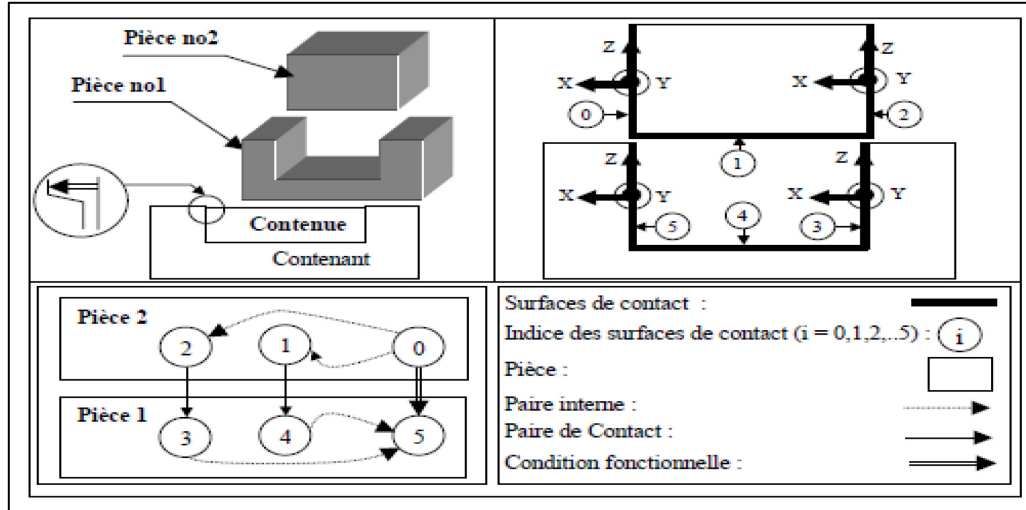 Pièce no2
Pièce no1
Contenue
Contenant
Z
Z
X
Y
X
Y
0
2
1
Z
Z
X
Y
X
Y
5
4
3
Pièce 2
2
1
0
Pièce 1
3
4
5
Surfaces de contact :
Indice des surfaces de contact (i = 0,1,2,..5) : i
Pièce :
Paire interne :
Paire de Contact :
Condition fonctionnelle :